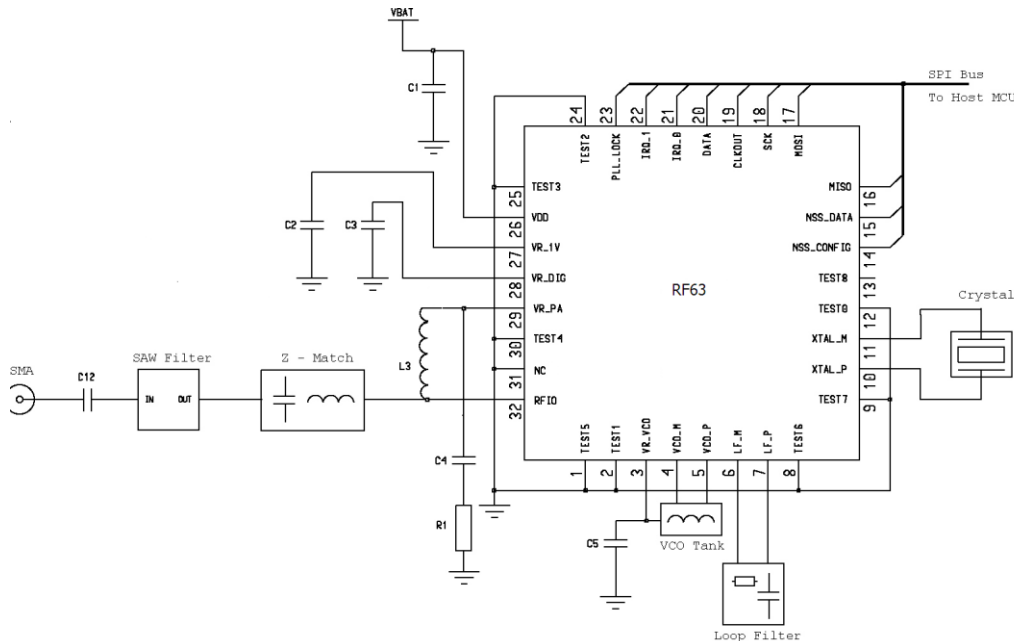 VBAT
C1
SPI Bus
To Host MCU
24 23 22 21 20 19 18 17
TEST2 PLL_LOCK IRQ_1 IRQ_0 DATA CLKOUT SCK MOSI
TEST3
25
VDD
26
VR_1V
27
VR_DIG
28
VR_PA
29
TEST4
30
NC
31
RFIO
32
C2
C3
RF63
MISO
16
NSS_DATA
15
NSS_CONFIG
14
TEST8
13
TEST0
12
XTAL_M
11
XTAL_P
10
TEST7
9
Crystal
SMA
C12
SAW Filter
IN OUT
Z - Match
L3
TEST5 TEST1 VR_VCO VCO_M VCO_P LF_M LF_P TEST6
1 2 3 4 5 6 7 8
C4
R1
C5
VCO Tank
Loop Filter